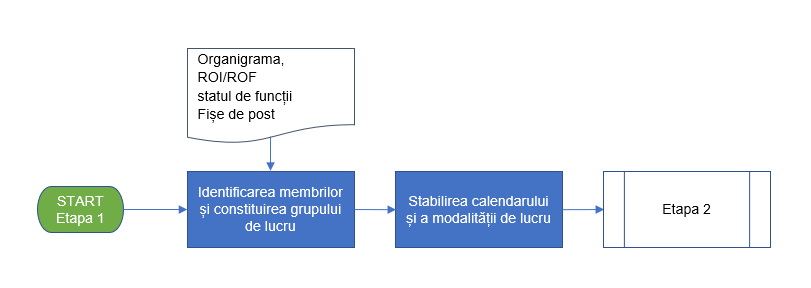 Organigrama,
ROI/ROF
statul de funcții
Fișe de post
START
Etapa 1
Identificarea membrilor
și constituirea grupului
de lucru
Stabilirea calendarului
și a modalității de lucru
Etapa 2